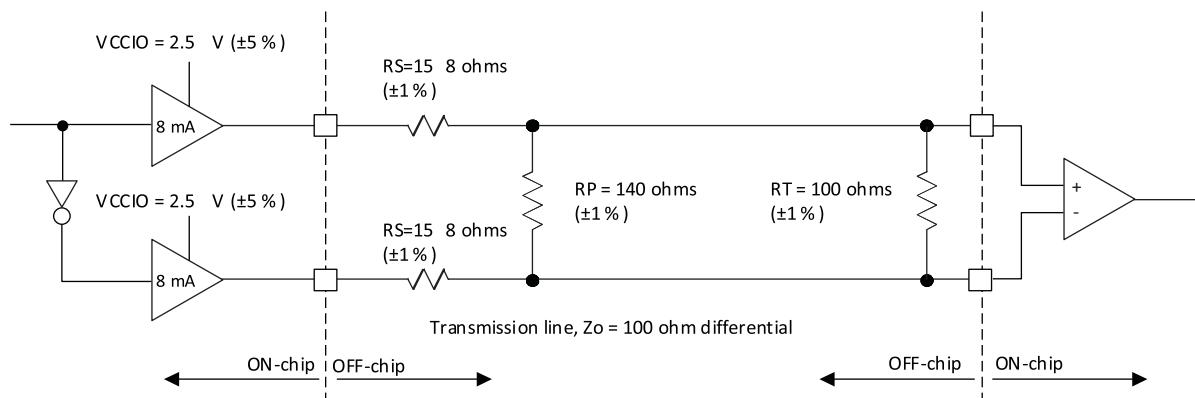 VCCIO = 2.5 V (±5 %)
8 mA
RS=15 8 ohms
(±1 %)
VCCIO = 2.5 V (±5 %)
8 mA
RS=15 8 ohms
(±1 %)
RP = 140 ohms
(±1 %)
RT = 100 ohms
(±1 %)
+
-
Transmission line, Zo = 100 ohm differential
ON-chip
OFF-chip
OFF-chip
ON-chip